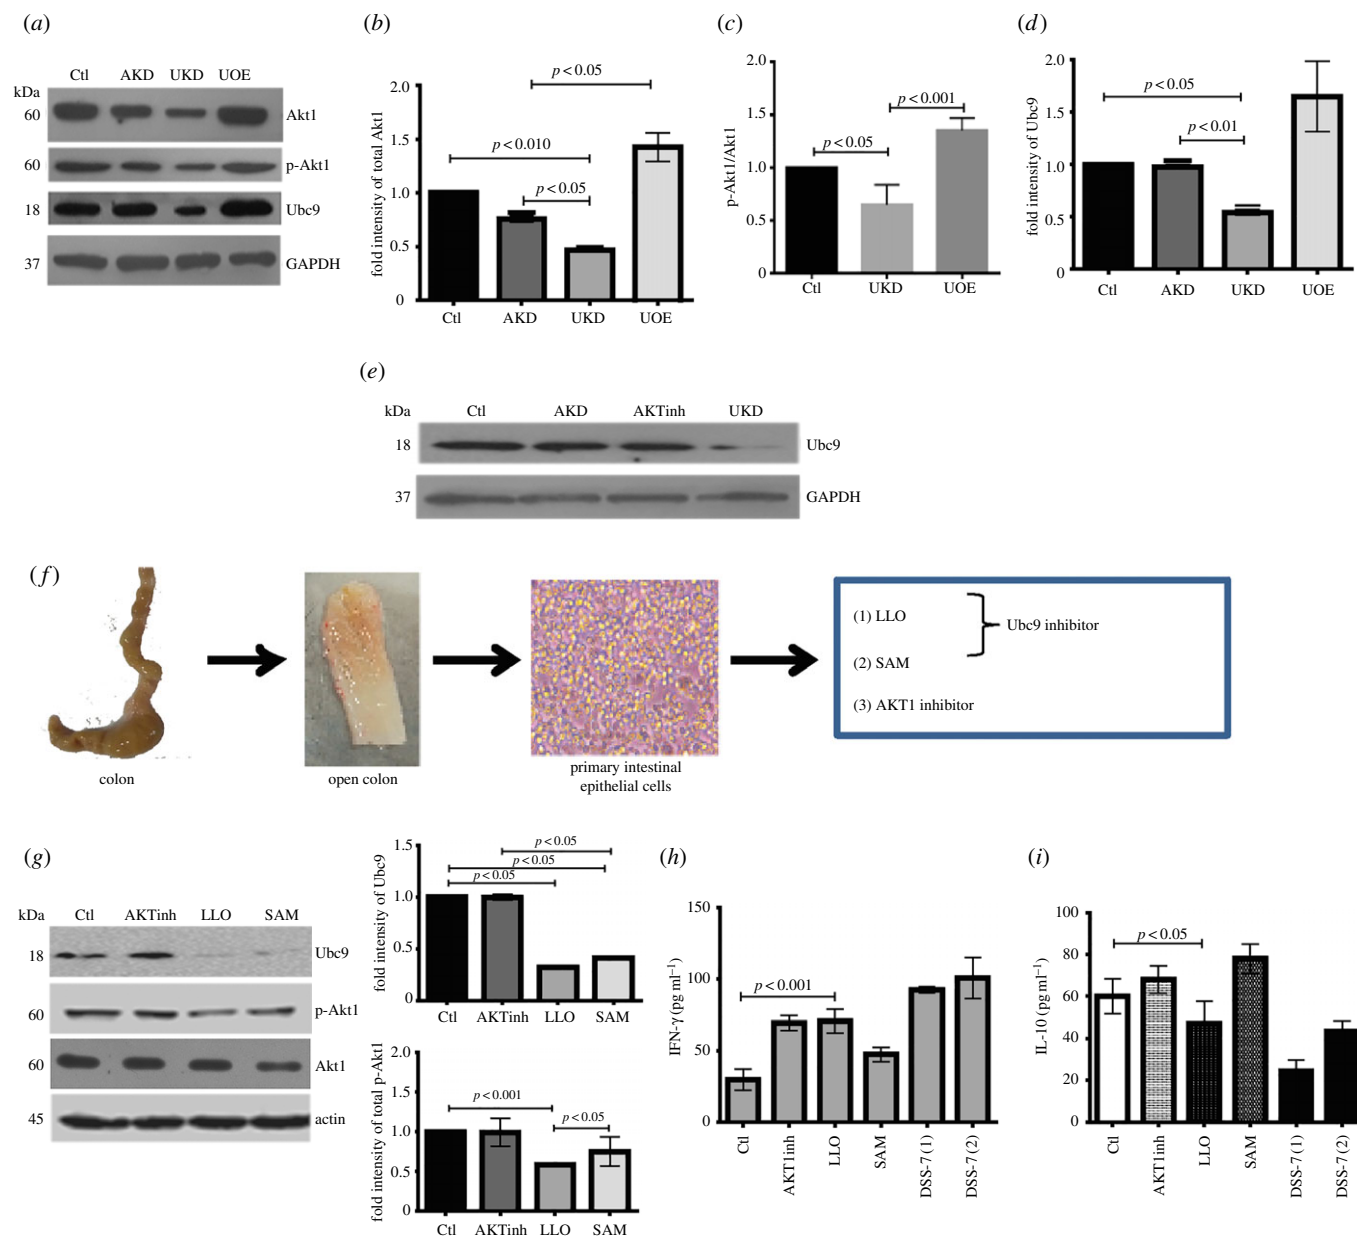 (a)
Ctl AKD UKD UOE
kDa
60 Akt1
60 p-Akt1
18 Ubc9
37 GAPDH
(b)
fold intensity of total Akt1
2.0
1.5
1.0
0.5
0
p < 0.05
p < 0.010
p < 0.05
Ctl AKD UKD UOE
(c)
p-Akt1/Akt1
2.0
1.5
1.0
0.5
0
p < 0.001
p < 0.05
Ctl UKD UOE
(d)
fold intensity of Ubc9
2.0
1.5
1.0
0.5
0
p < 0.05
p < 0.01
Ctl AKD UKD UOE
(e)
kDa Ctl AKD AKTinh UKD
18 Ubc9
37 GAPDH
(f)
colon
open colon
primary intestinal
epithelial cells
(1) LLO
Ubc9 inhibitor
(2) SAM
(3) AKT1 inhibitor
(g)
kDa Ctl AKTinh LLO SAM
18 Ubc9
60 p-Akt1
60 Akt1
45 actin
fold intensity of Ubc9
1.5
1.0
0.5
0
p < 0.05
p < 0.05
p < 0.05
Ctl AKTinh LLO SAM
fold intensity of total p-Akt1
2.0
1.5
1.0
0.5
0
p < 0.001
p < 0.05
Ctl AKTinh LLO SAM
(h)
IFN-γ (pg ml⁻¹)
150
100
50
0
p < 0.001
Ctl AKT1inh LLO SAM DSS-7 (1) DSS-7 (2)
(i)
IL-10 (pg ml⁻¹)
100
80
60
40
20
0
p < 0.05
Ctl AKT1inh LLO SAM DSS-7 (1) DSS-7 (2)